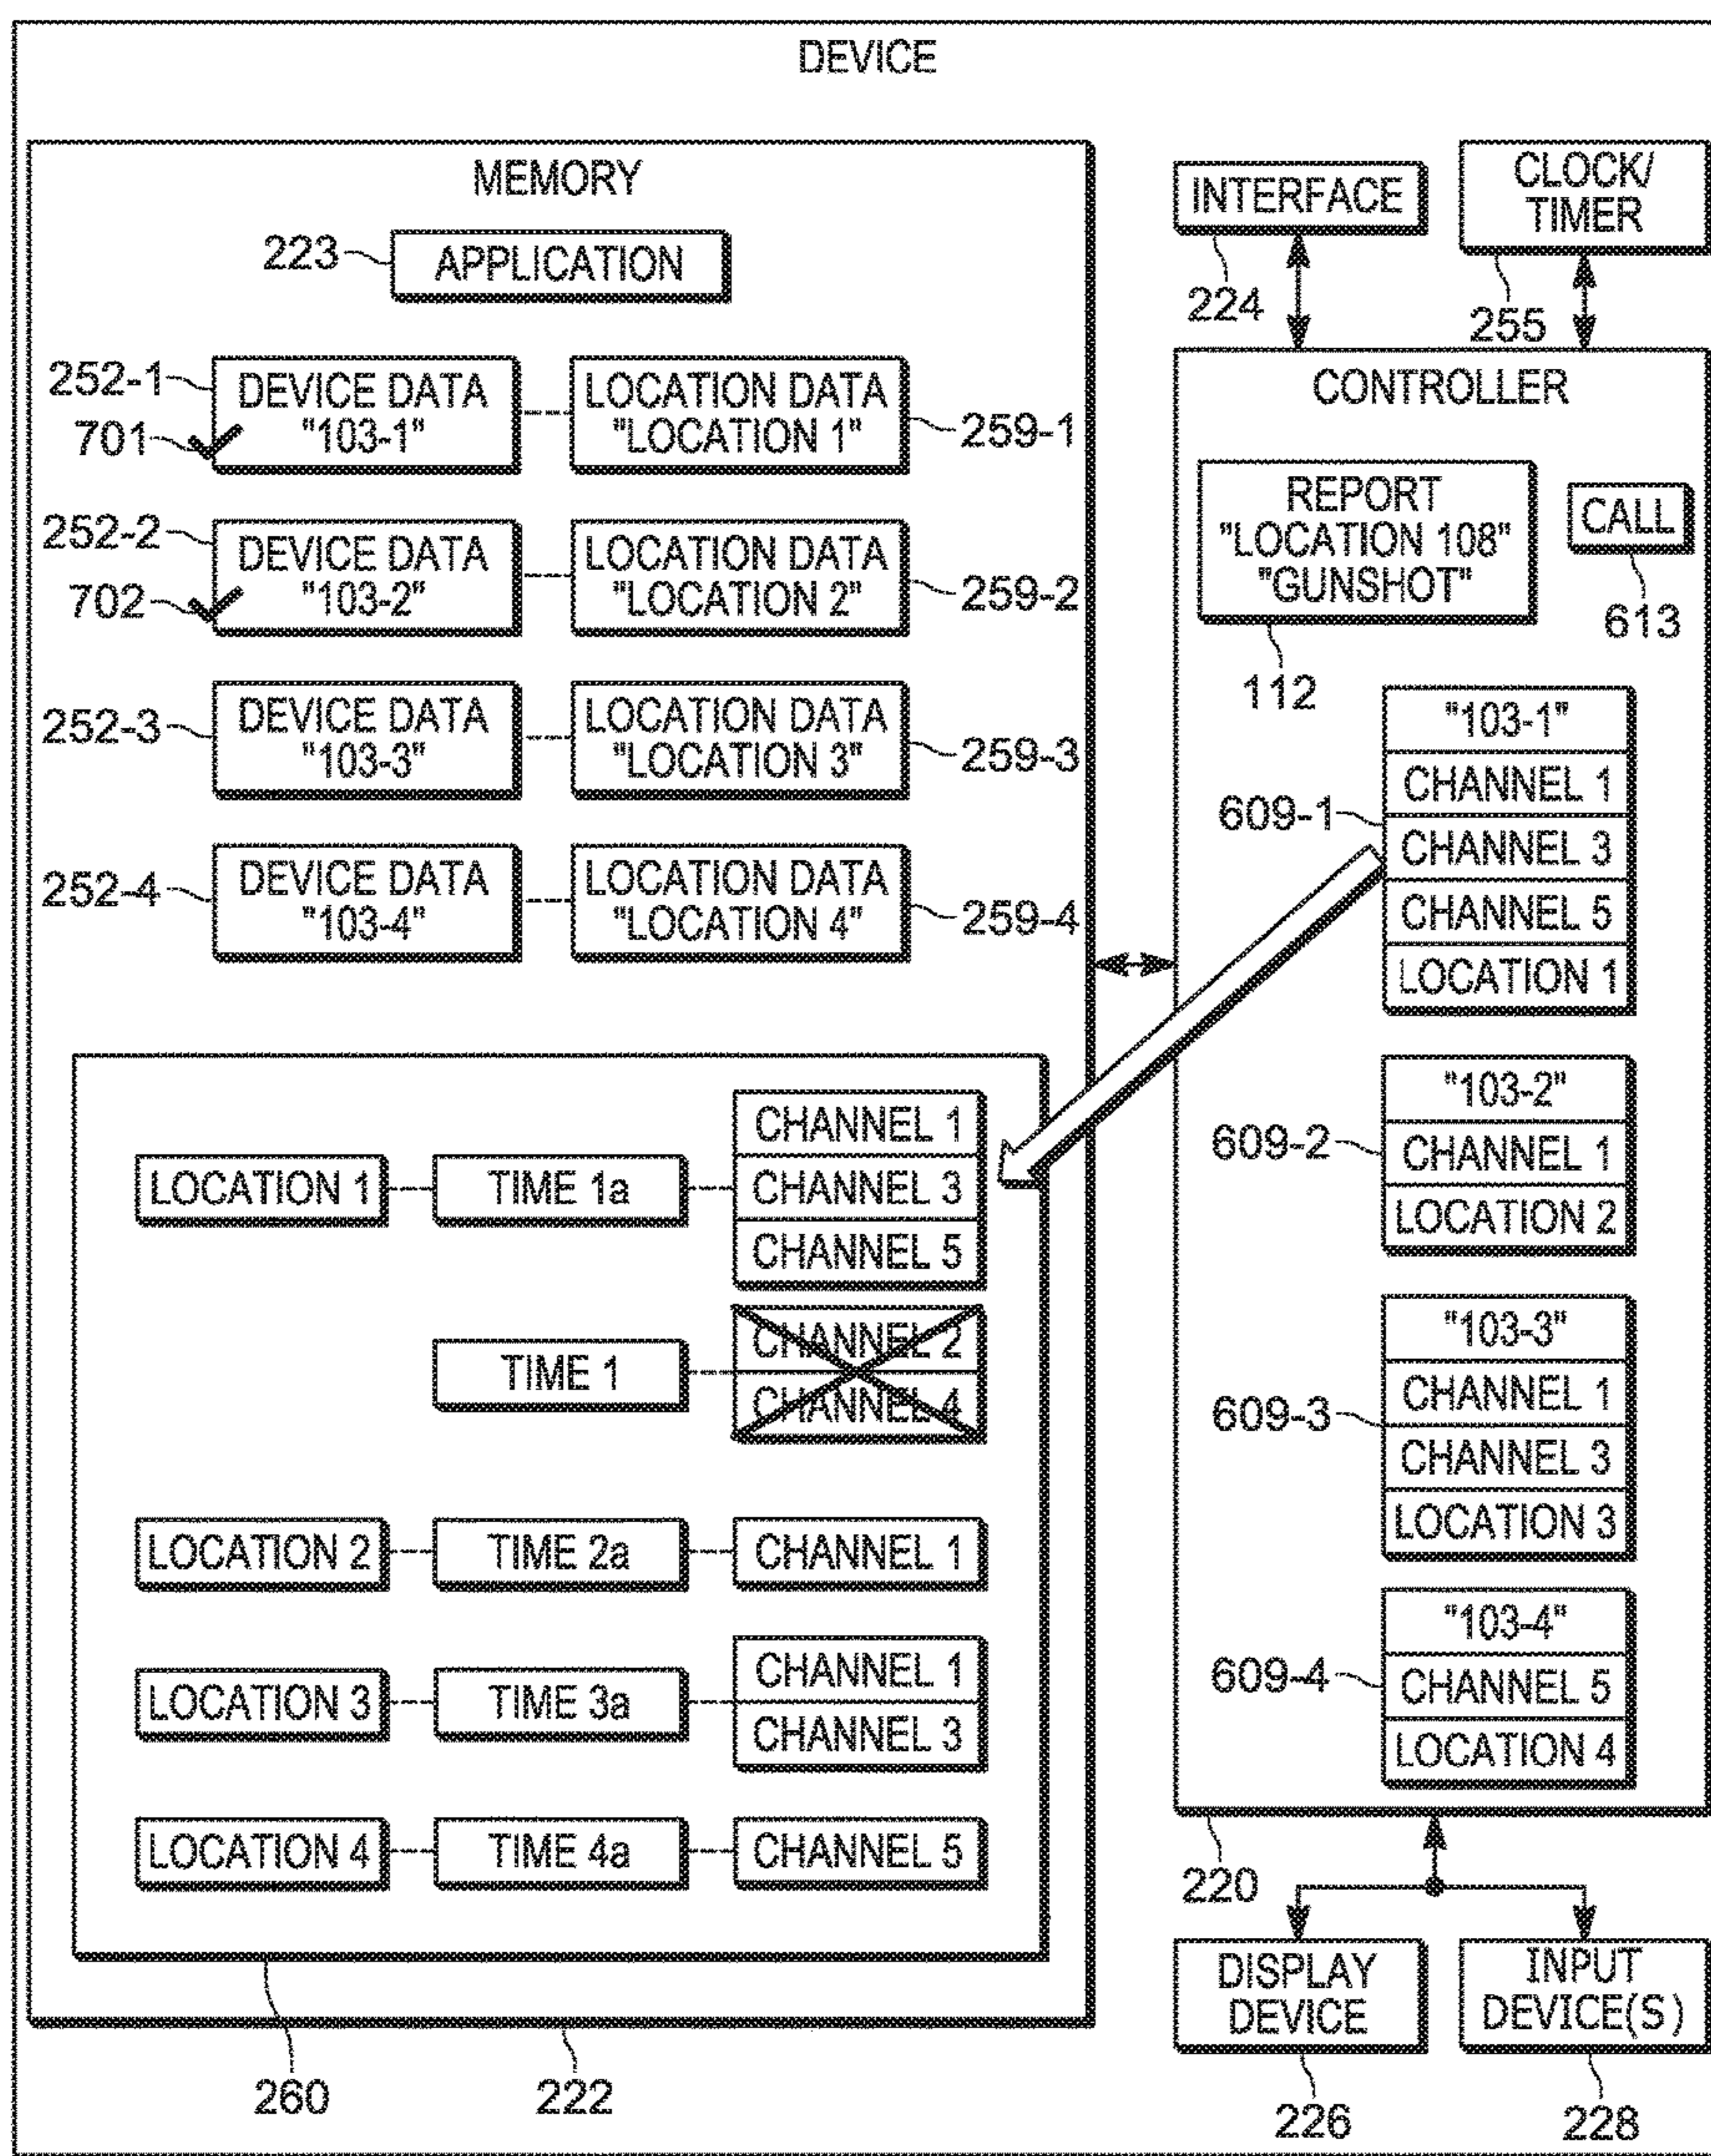 DEVICE
MEMORY
223
APPLICATION
252-1
DEVICE DATA
"103-1"
701
LOCATION DATA
"LOCATION 1"
259-1
252-2
DEVICE DATA
"103-2"
702
LOCATION DATA
"LOCATION 2"
259-2
252-3
DEVICE DATA
"103-3"
LOCATION DATA
"LOCATION 3"
259-3
252-4
DEVICE DATA
"103-4"
LOCATION DATA
"LOCATION 4"
259-4
LOCATION 1
TIME 1a
CHANNEL 1
CHANNEL 3
CHANNEL 5
TIME 1
CHANNEL 2
CHANNEL 4
LOCATION 2
TIME 2a
CHANNEL 1
LOCATION 3
TIME 3a
CHANNEL 1
CHANNEL 3
LOCATION 4
TIME 4a
CHANNEL 5
260
222
INTERFACE
224
CLOCK/
TIMER
255
CONTROLLER
REPORT
"LOCATION 108"
"GUNSHOT"
112
CALL
613
609-1
"103-1"
CHANNEL 1
CHANNEL 3
CHANNEL 5
LOCATION 1
609-2
"103-2"
CHANNEL 1
LOCATION 2
609-3
"103-3"
CHANNEL 1
CHANNEL 3
LOCATION 3
609-4
"103-4"
CHANNEL 5
LOCATION 4
220
DISPLAY
DEVICE
226
INPUT
DEVICE(S)
228